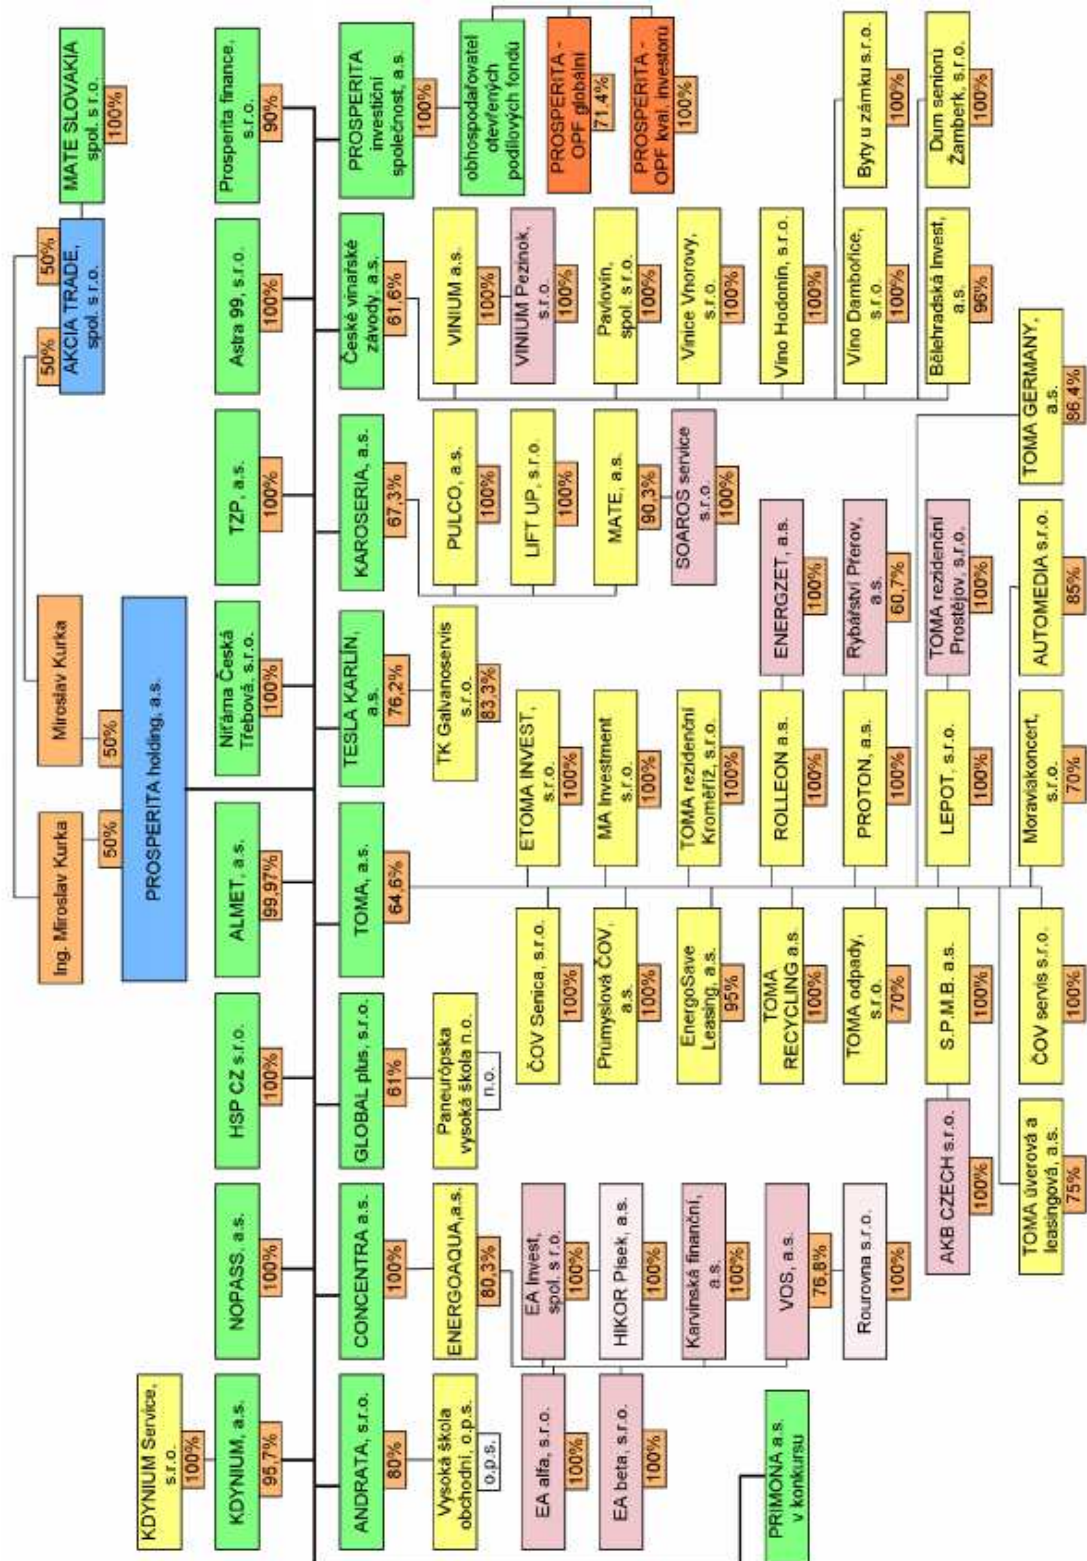 Ing. Miroslav Kurka
Miroslav Kurka
50%
50%
AKCIA TRADE,
spol. s r.o.
MATE SLOVAKIA
spol. s r.o.
100%
50%
50%
PROSPERITA holding, a.s.
KDYNIUM Service,
s.r.o.
100%
KDYNIUM, a.s.
95,7%
NOPASS, a.s.
100%
HSP CZ s.r.o.
100%
ALMET, a.s.
99,97%
Niťárna Česká
Třebová, s.r.o.
100%
TZP, a.s.
100%
Astra 99, s.r.o.
100%
Prosperita finance,
s.r.o.
90%
ANDRATA, s.r.o.
80%
Vysoká škola
obchodní, o.p.s.
o.p.s.
CONCENTRA a.s.
100%
ENERGOAQUA,a.s.
80,3%
EA alfa, s.r.o.
100%
EA beta, s.r.o.
100%
EA Invest,
spol. s r.o.
100%
HIKOR Písek, a.s.
100%
Karvinská finanční,
a.s.
100%
VOS, a.s.
76,8%
Rourovna s.r.o.
100%
GLOBAL plus, s.r.o.
61%
Paneurópska
vysoká škola n.o.
n.o.
TOMA, a.s.
64,6%
ČOV Senica, s.r.o.
100%
Průmyslová ČOV,
a.s.
100%
EnergoSave
Leasing, a.s.
95%
TOMA
RECYCLING a.s.
100%
TOMA odpady,
s.r.o.
70%
S.P.M.B. a.s.
100%
AKB CZECH s.r.o.
100%
ČOV servis s.r.o.
100%
TOMA úverová a
leasingová, a.s.
75%
ETOMA INVEST,
s.r.o.
100%
MA Investment
s.r.o.
100%
TOMA rezidenční
Kroměříž, s.r.o.
100%
ROLLEON a.s.
100%
ENERGZET, a.s.
100%
PROTON, a.s.
100%
Rybářství Přerov,
a.s.
60,7%
LEPOT, s.r.o.
100%
TOMA rezidenční
Prostějov, s.r.o.
100%
Moraviakoncert,
s.r.o.
70%
AUTOMEDIA s.r.o.
85%
TOMA GERMANY,
a.s.
86,4%
TESLA KARLÍN,
a.s.
76,2%
TK Galvanoservis
s.r.o.
83,3%
KAROSERIA, a.s.
67,3%
PULCO, a.s.
100%
LIFT UP, s.r.o.
100%
MATE, a.s.
90,3%
SOAROS service
s.r.o.
100%
České vinařské
závody, a.s.
61,6%
VINIUM a.s.
100%
VINIUM Pezinok,
s.r.o.
100%
Pavlovín,
spol. s r.o.
100%
Vinice Vnorovy,
s.r.o.
100%
Víno Hodonín, s.r.o.
100%
Víno Dambořice,
s.r.o.
100%
Bělehradská Invest,
a.s.
96%
Byty u zámku s.r.o.
100%
Dum senioru
Žamberk, s.r.o.
100%
PROSPERITA
investiční
společnost, a.s.
100%
obhospodařovatel
otevřených
podílových fondu
PROSPERITA -
OPF globání
71,4%
PROSPERITA -
OPF kval. investoru
100%
PRIMONA a.s.
v konkursu